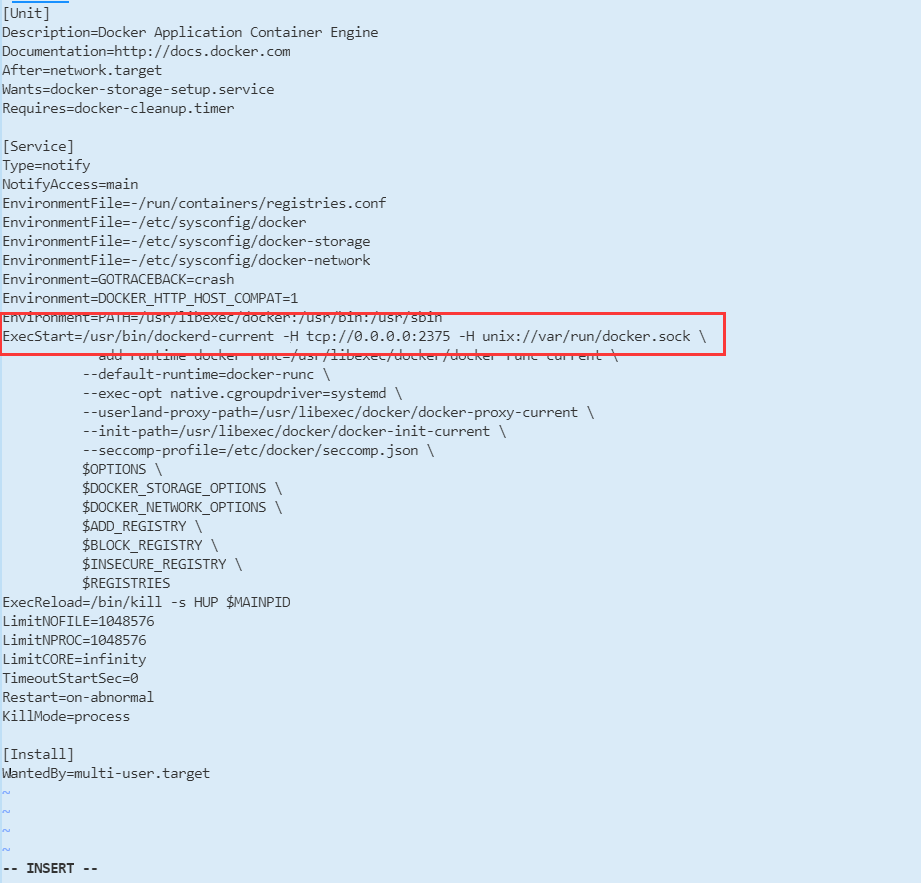 [Unit]
Description=Docker Application Container Engine
Documentation=http://docs.docker.com
After=network.target
Wants=docker-storage-setup.service
Requires=docker-cleanup.timer

[Service]
Type=notify
NotifyAccess=main
EnvironmentFile=-/run/containers/registries.conf
EnvironmentFile=-/etc/sysconfig/docker
EnvironmentFile=-/etc/sysconfig/docker-storage
EnvironmentFile=-/etc/sysconfig/docker-network
Environment=GOTRACEBACK=crash
Environment=DOCKER_HTTP_HOST_COMPAT=1
Environment=PATH=/usr/libexec/docker:/usr/bin:/usr/sbin
ExecStart=/usr/bin/dockerd-current -H tcp://0.0.0.0:2375 -H unix://var/run/docker.sock \
          --add-runtime docker-runc=/usr/libexec/docker/docker-runc-current \
          --default-runtime=docker-runc \
          --exec-opt native.cgroupdriver=systemd \
          --userland-proxy-path=/usr/libexec/docker/docker-proxy-current \
          --init-path=/usr/libexec/docker/docker-init-current \
          --seccomp-profile=/etc/docker/seccomp.json \
          $OPTIONS \
          $DOCKER_STORAGE_OPTIONS \
          $DOCKER_NETWORK_OPTIONS \
          $ADD_REGISTRY \
          $BLOCK_REGISTRY \
          $INSECURE_REGISTRY \
          $REGISTRIES
ExecReload=/bin/kill -s HUP $MAINPID
LimitNOFILE=1048576
LimitNPROC=1048576
LimitCORE=infinity
TimeoutStartSec=0
Restart=on-abnormal
KillMode=process

[Install]
WantedBy=multi-user.target
~
~
~
~
-- INSERT --